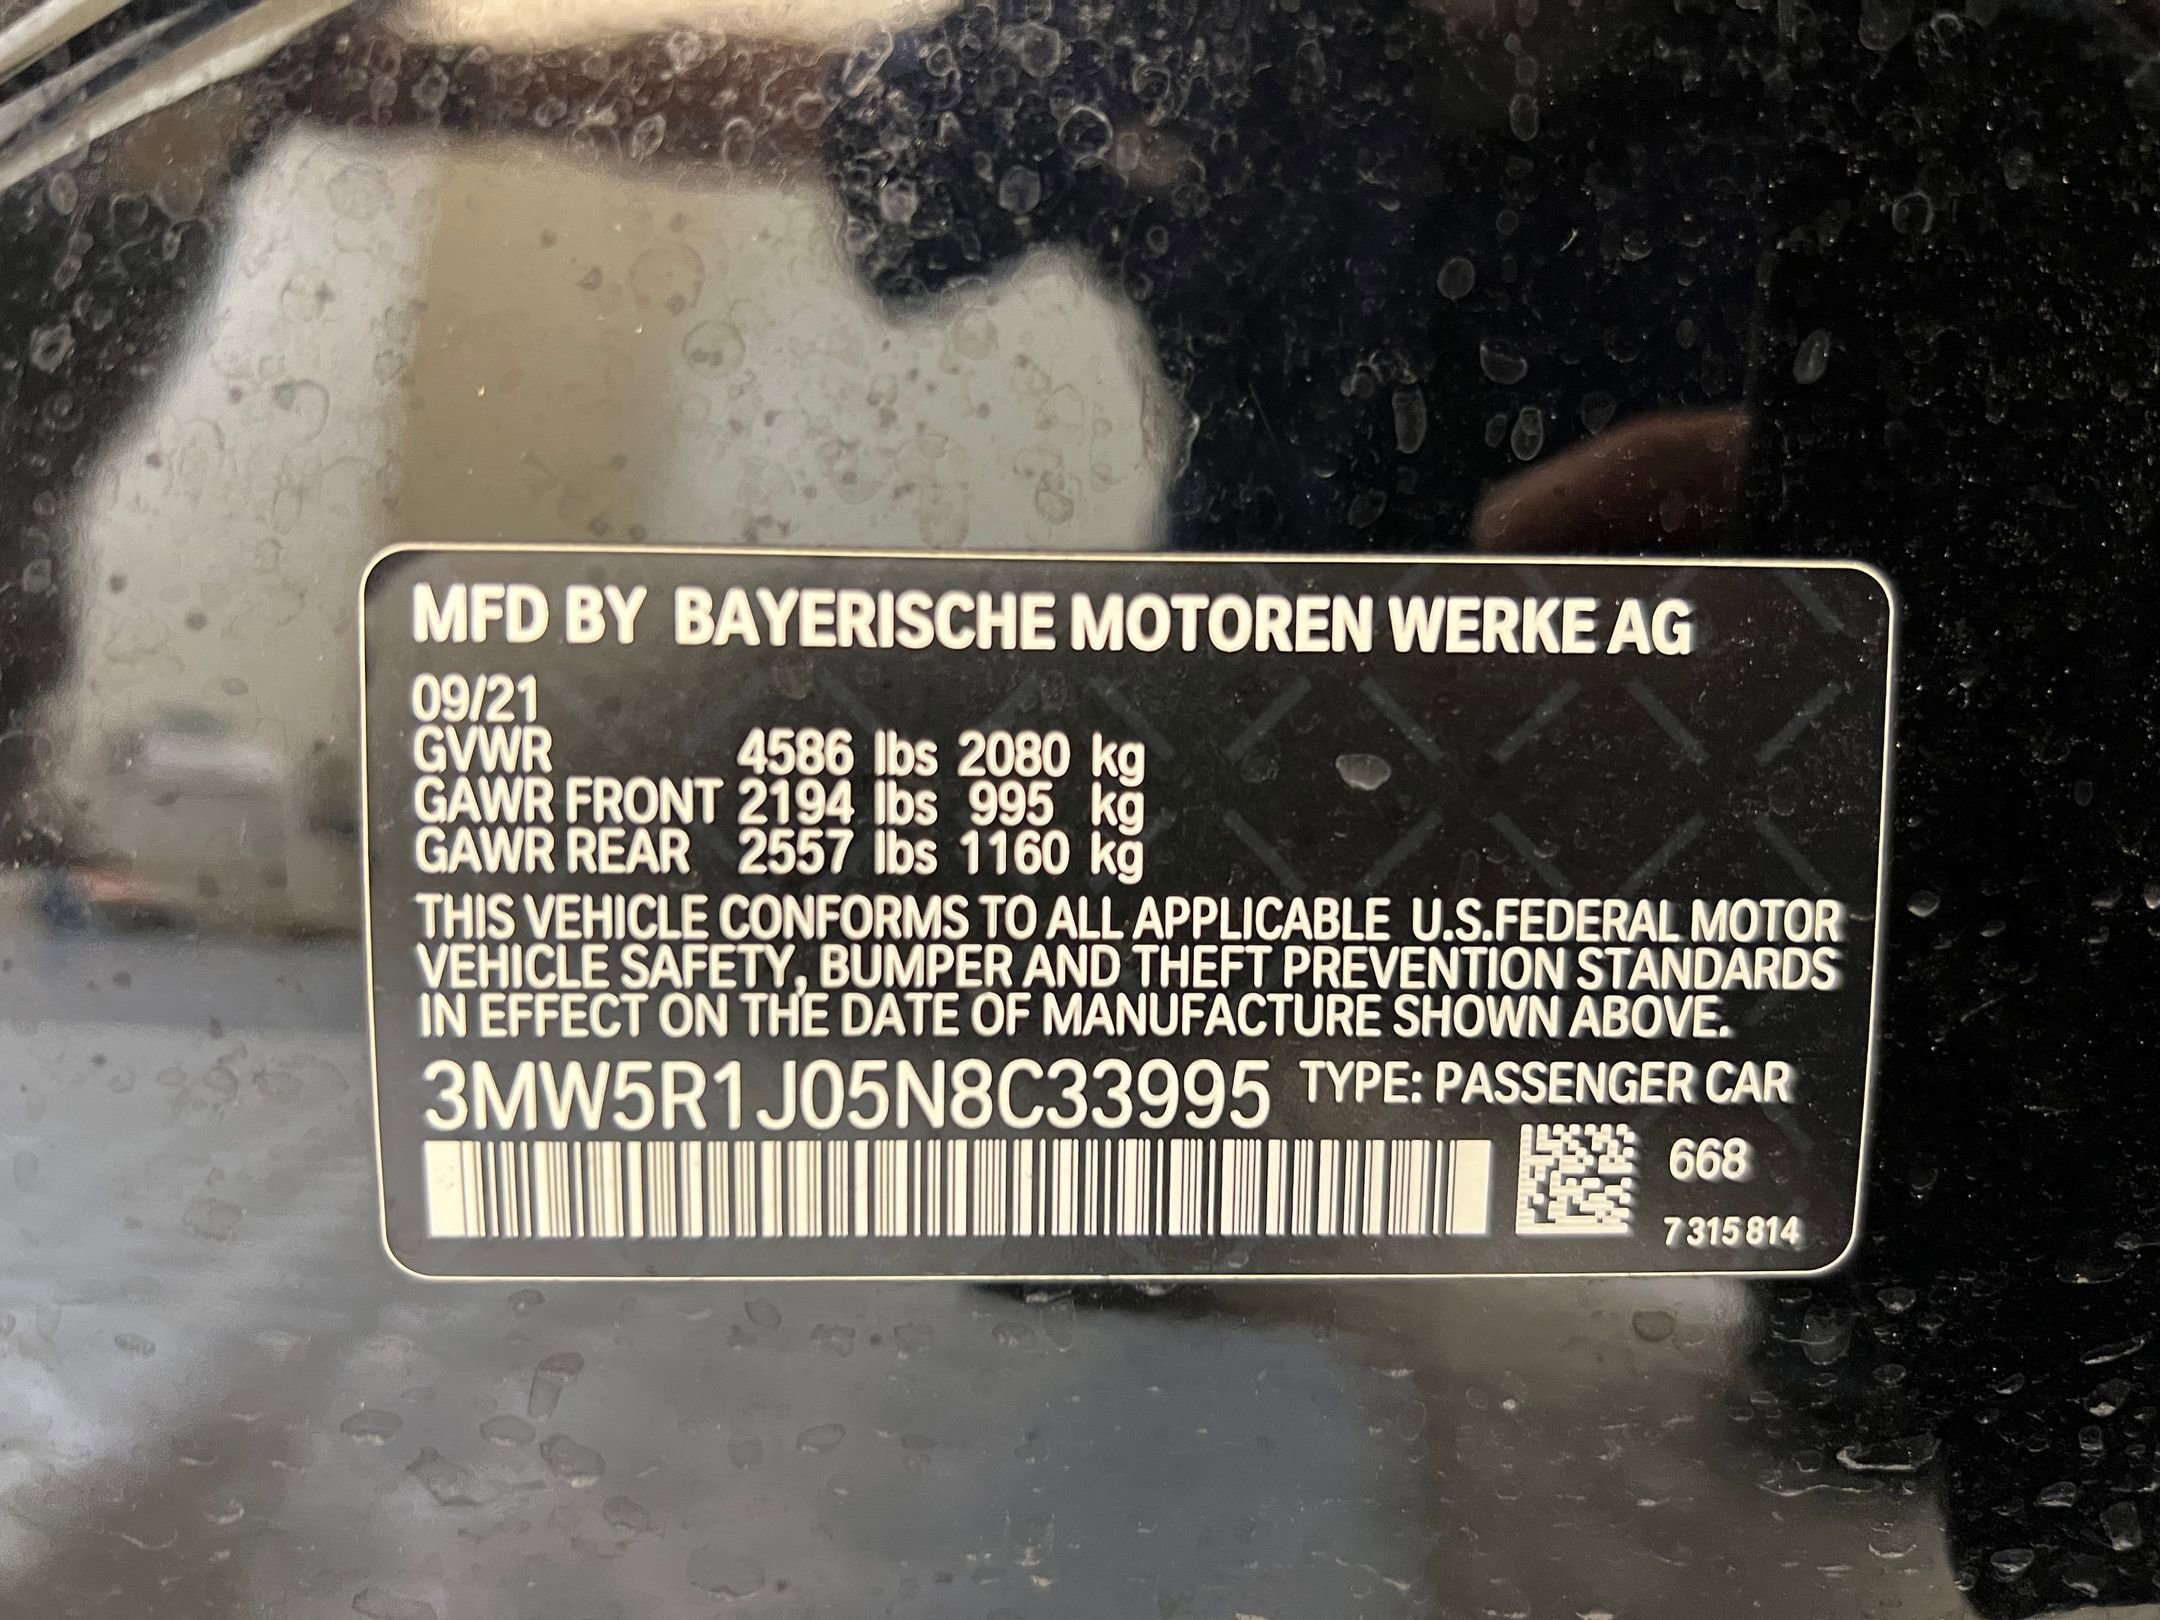 MFD BY BAYERISCHE MOTOREN WERKE AG
09/21
GVWR 4586 lbs 2080 kg
GAWR FRONT 2194 lbs 995 kg
GAWR REAR 2557 lbs 1160 kg
THIS VEHICLE CONFORMS TO ALL APPLICABLE U.S.FEDERAL MOTOR
VEHICLE SAFETY, BUMPER AND THEFT PREVENTION STANDARDS
IN EFFECT ON THE DATE OF MANUFACTURE SHOWN ABOVE.
3MW5R1J05N8C33995 TYPE: PASSENGER CAR
668
7 315 814